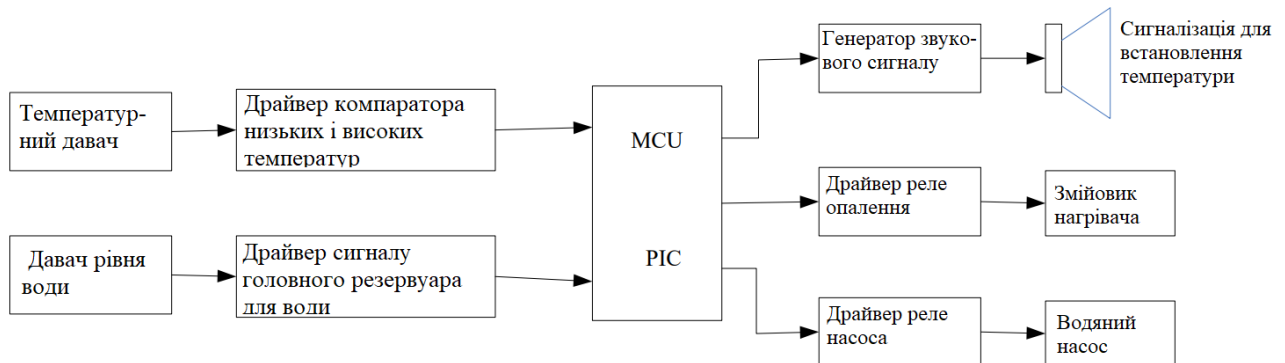 Температур-
ний давач
Драйвер компаратора
низьких і високих
температур
Давач рівня
води
Драйвер сигналу
головного резервуара
для води
MCU
PIC
Генератор звуко-
вого сигналу
Сигналізація для
встановлення
температури
Драйвер реле
опалення
Змійовик
нагрівача
Драйвер реле
насоса
Водяний
насос